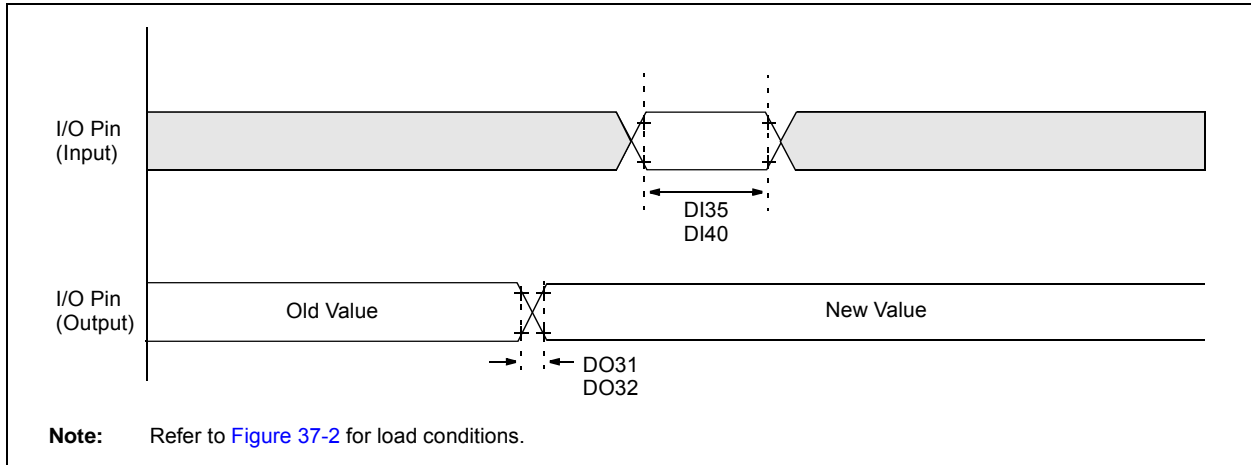 I/O Pin
(Input)
DI35
DI40
I/O Pin
(Output)
Old Value
New Value
DO31
DO32
Note: Refer to Figure 37-2 for load conditions.